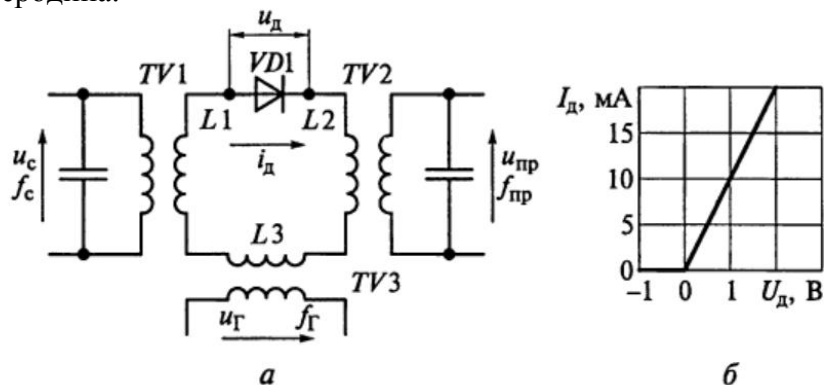 u_д
TV1 VD1 TV2
L1 L2
i_д
u_с
f_с
u_пр
f_пр
L3
TV3
u_Г f_Г
а
I_д, мА
15
10
5
0
−1 0 1 U_д, В
б